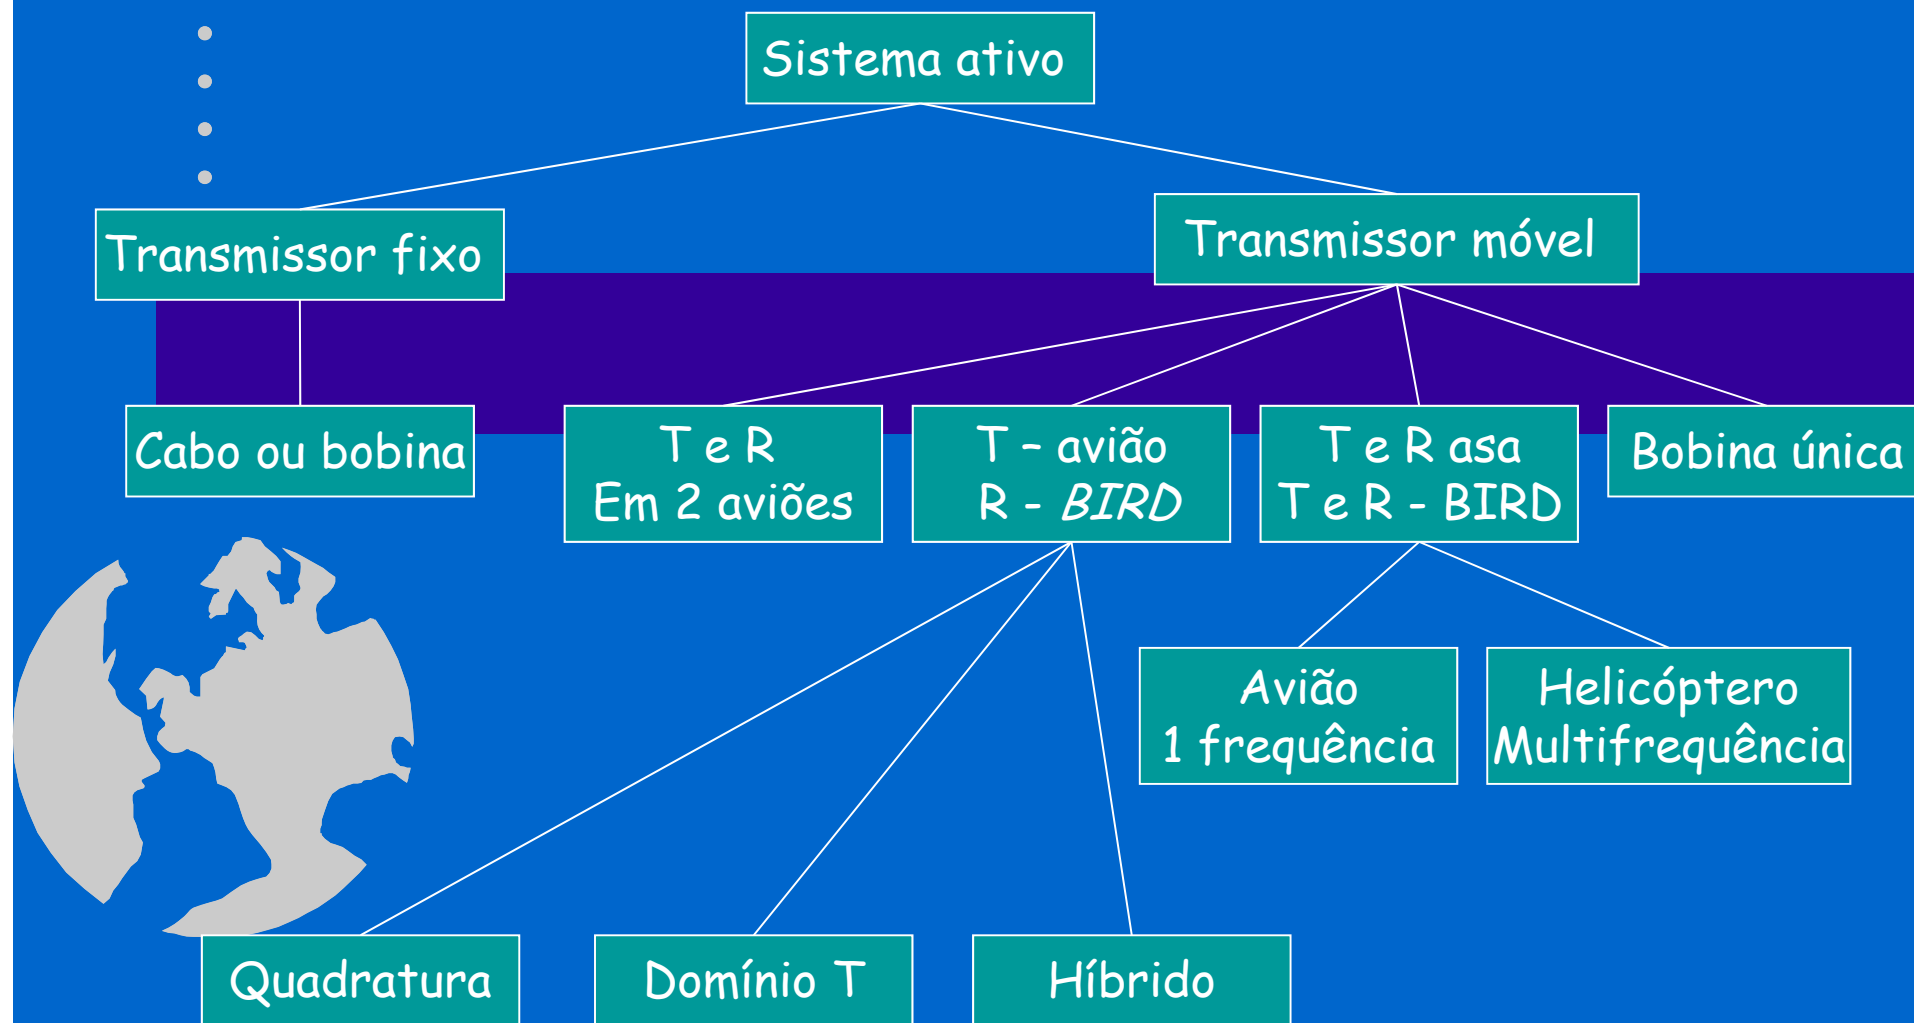 Sistema ativo
Transmissor fixo
Transmissor móvel
Cabo ou bobina
T e R
Em 2 aviões
T – avião
R - BIRD
T e R asa
T e R - BIRD
Bobina única
Avião
1 frequência
Helicóptero
Multifrequência
Quadratura
Domínio T
Híbrido